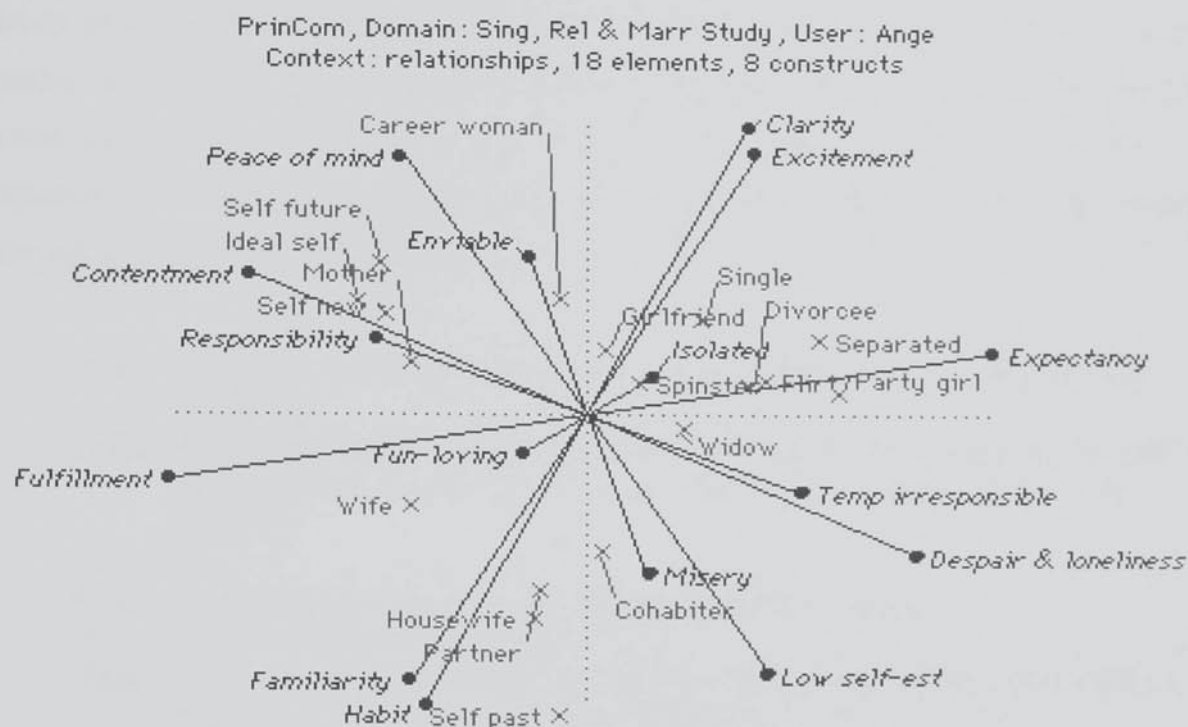 PrinCom, Domain: Sing, Rel & Marr Study, User: Ange
Context: relationships, 18 elements, 8 constructs
Career woman
Clarity
Peace of mind
Excitement
Self future
Ideal self
Enviable
Contentment
Mother
Single
Self now
Girlfriend
Divorcee
Responsibility
Isolated
Separated
Expectancy
Spinster
Flirt/Party girl
Fun-loving
Widow
Fulfillment
Wife
Temp irresponsible
Despair & loneliness
Misery
Housewife
Cohabiter
Partner
Familiarity
Low self-est
Habit
Self past